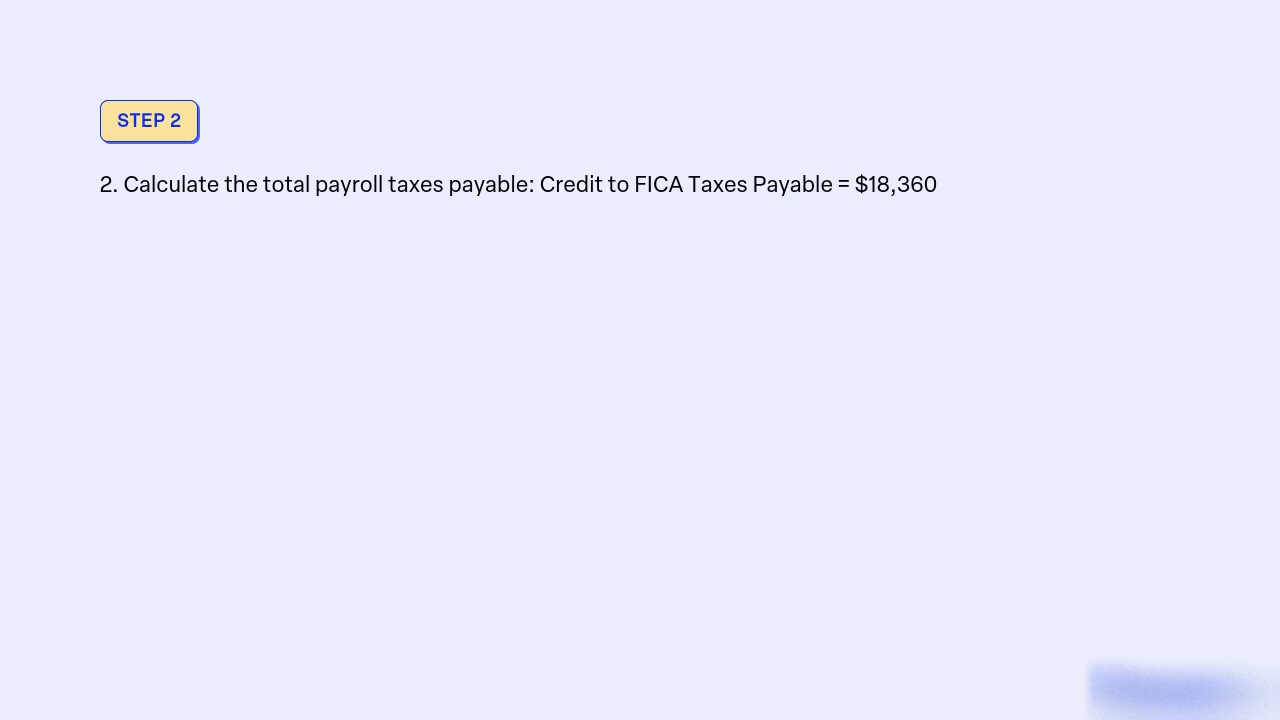 STEP 2
2. Calculate the total payroll taxes payable: Credit to FICA Taxes Payable = $18,360